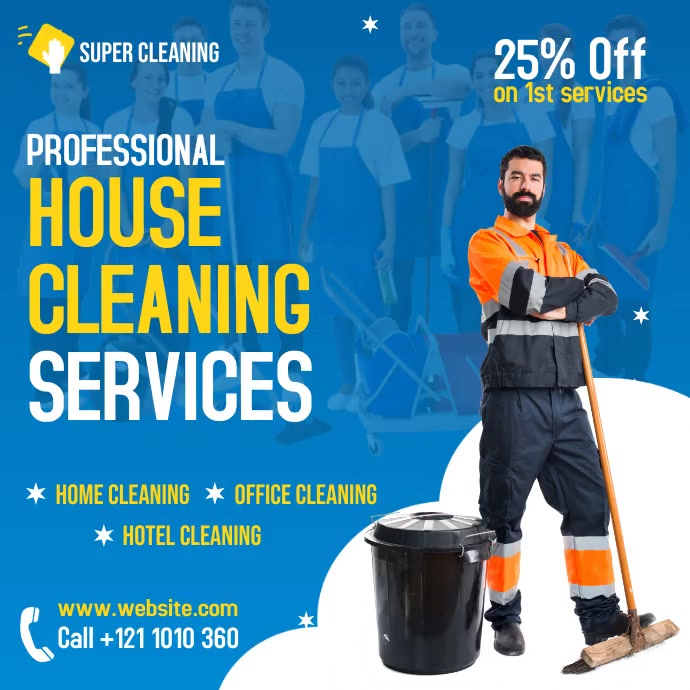 SUPER CLEANING
25% Off
on 1st services
PROFESSIONAL
HOUSE
CLEANING
SERVICES
HOME CLEANING OFFICE CLEANING
HOTEL CLEANING
www.website.com
Call +121 1010 360